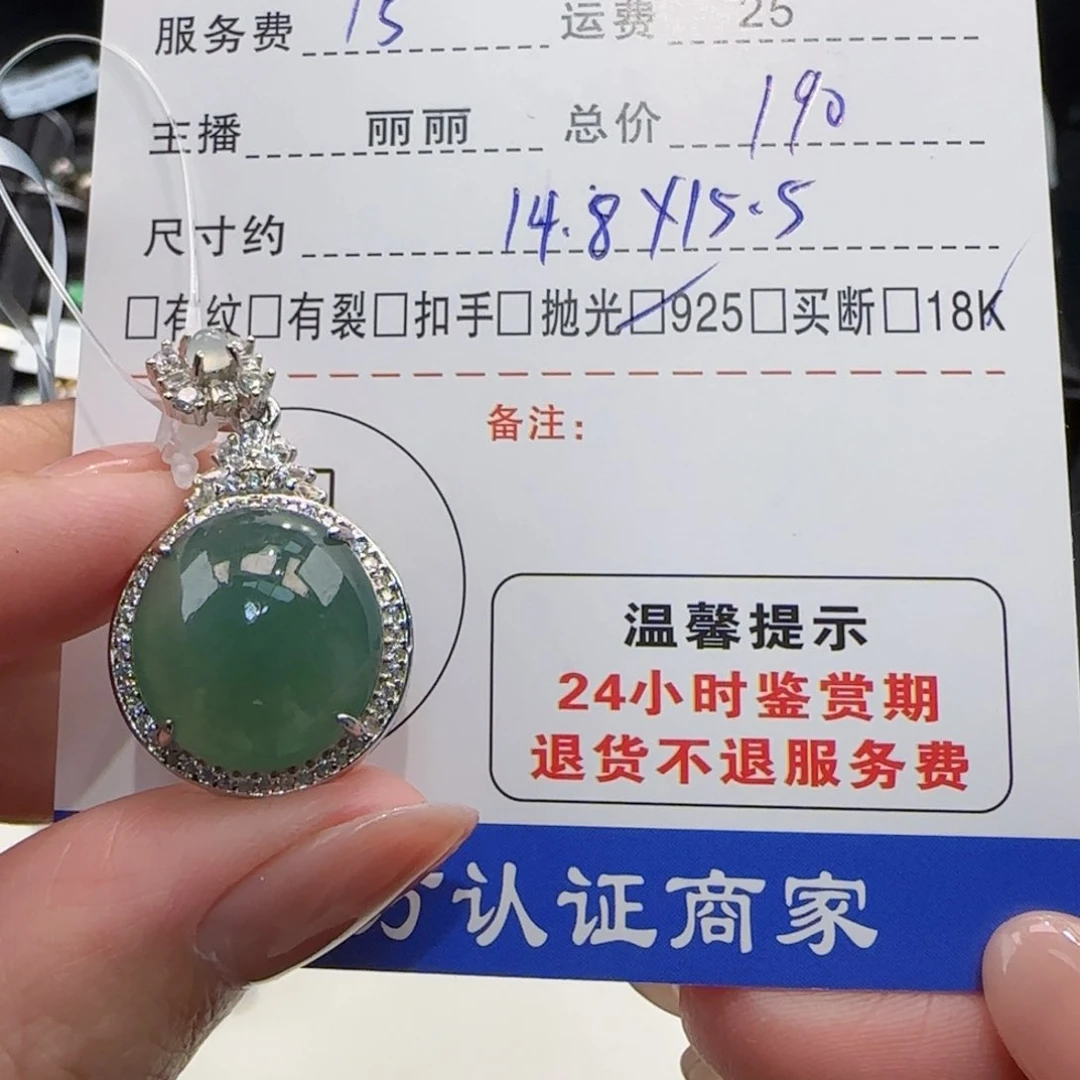 服务费 15 运费 25
主播 丽丽 总价 190
尺寸约 14.8X15.5
□有纹□有裂□扣手□抛光□925□买断□18K
备注：
温馨提示
24小时鉴赏期
退货不退服务费
认证商家